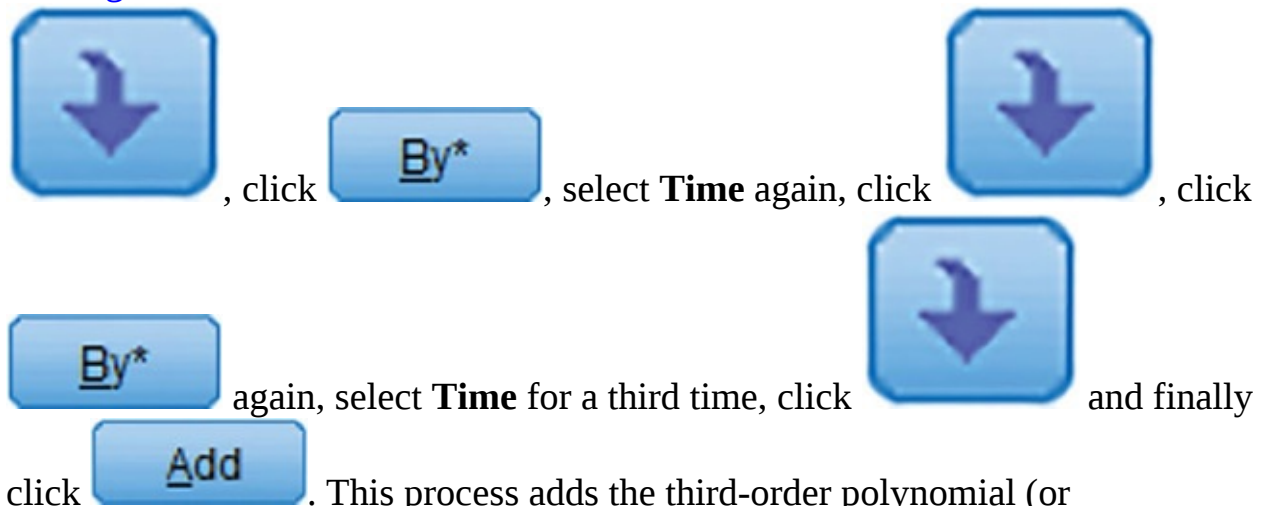 , click By*, select Time again, click , click
By* again, select Time for a third time, click and finally
click Add. This process adds the third-order polynomial (or